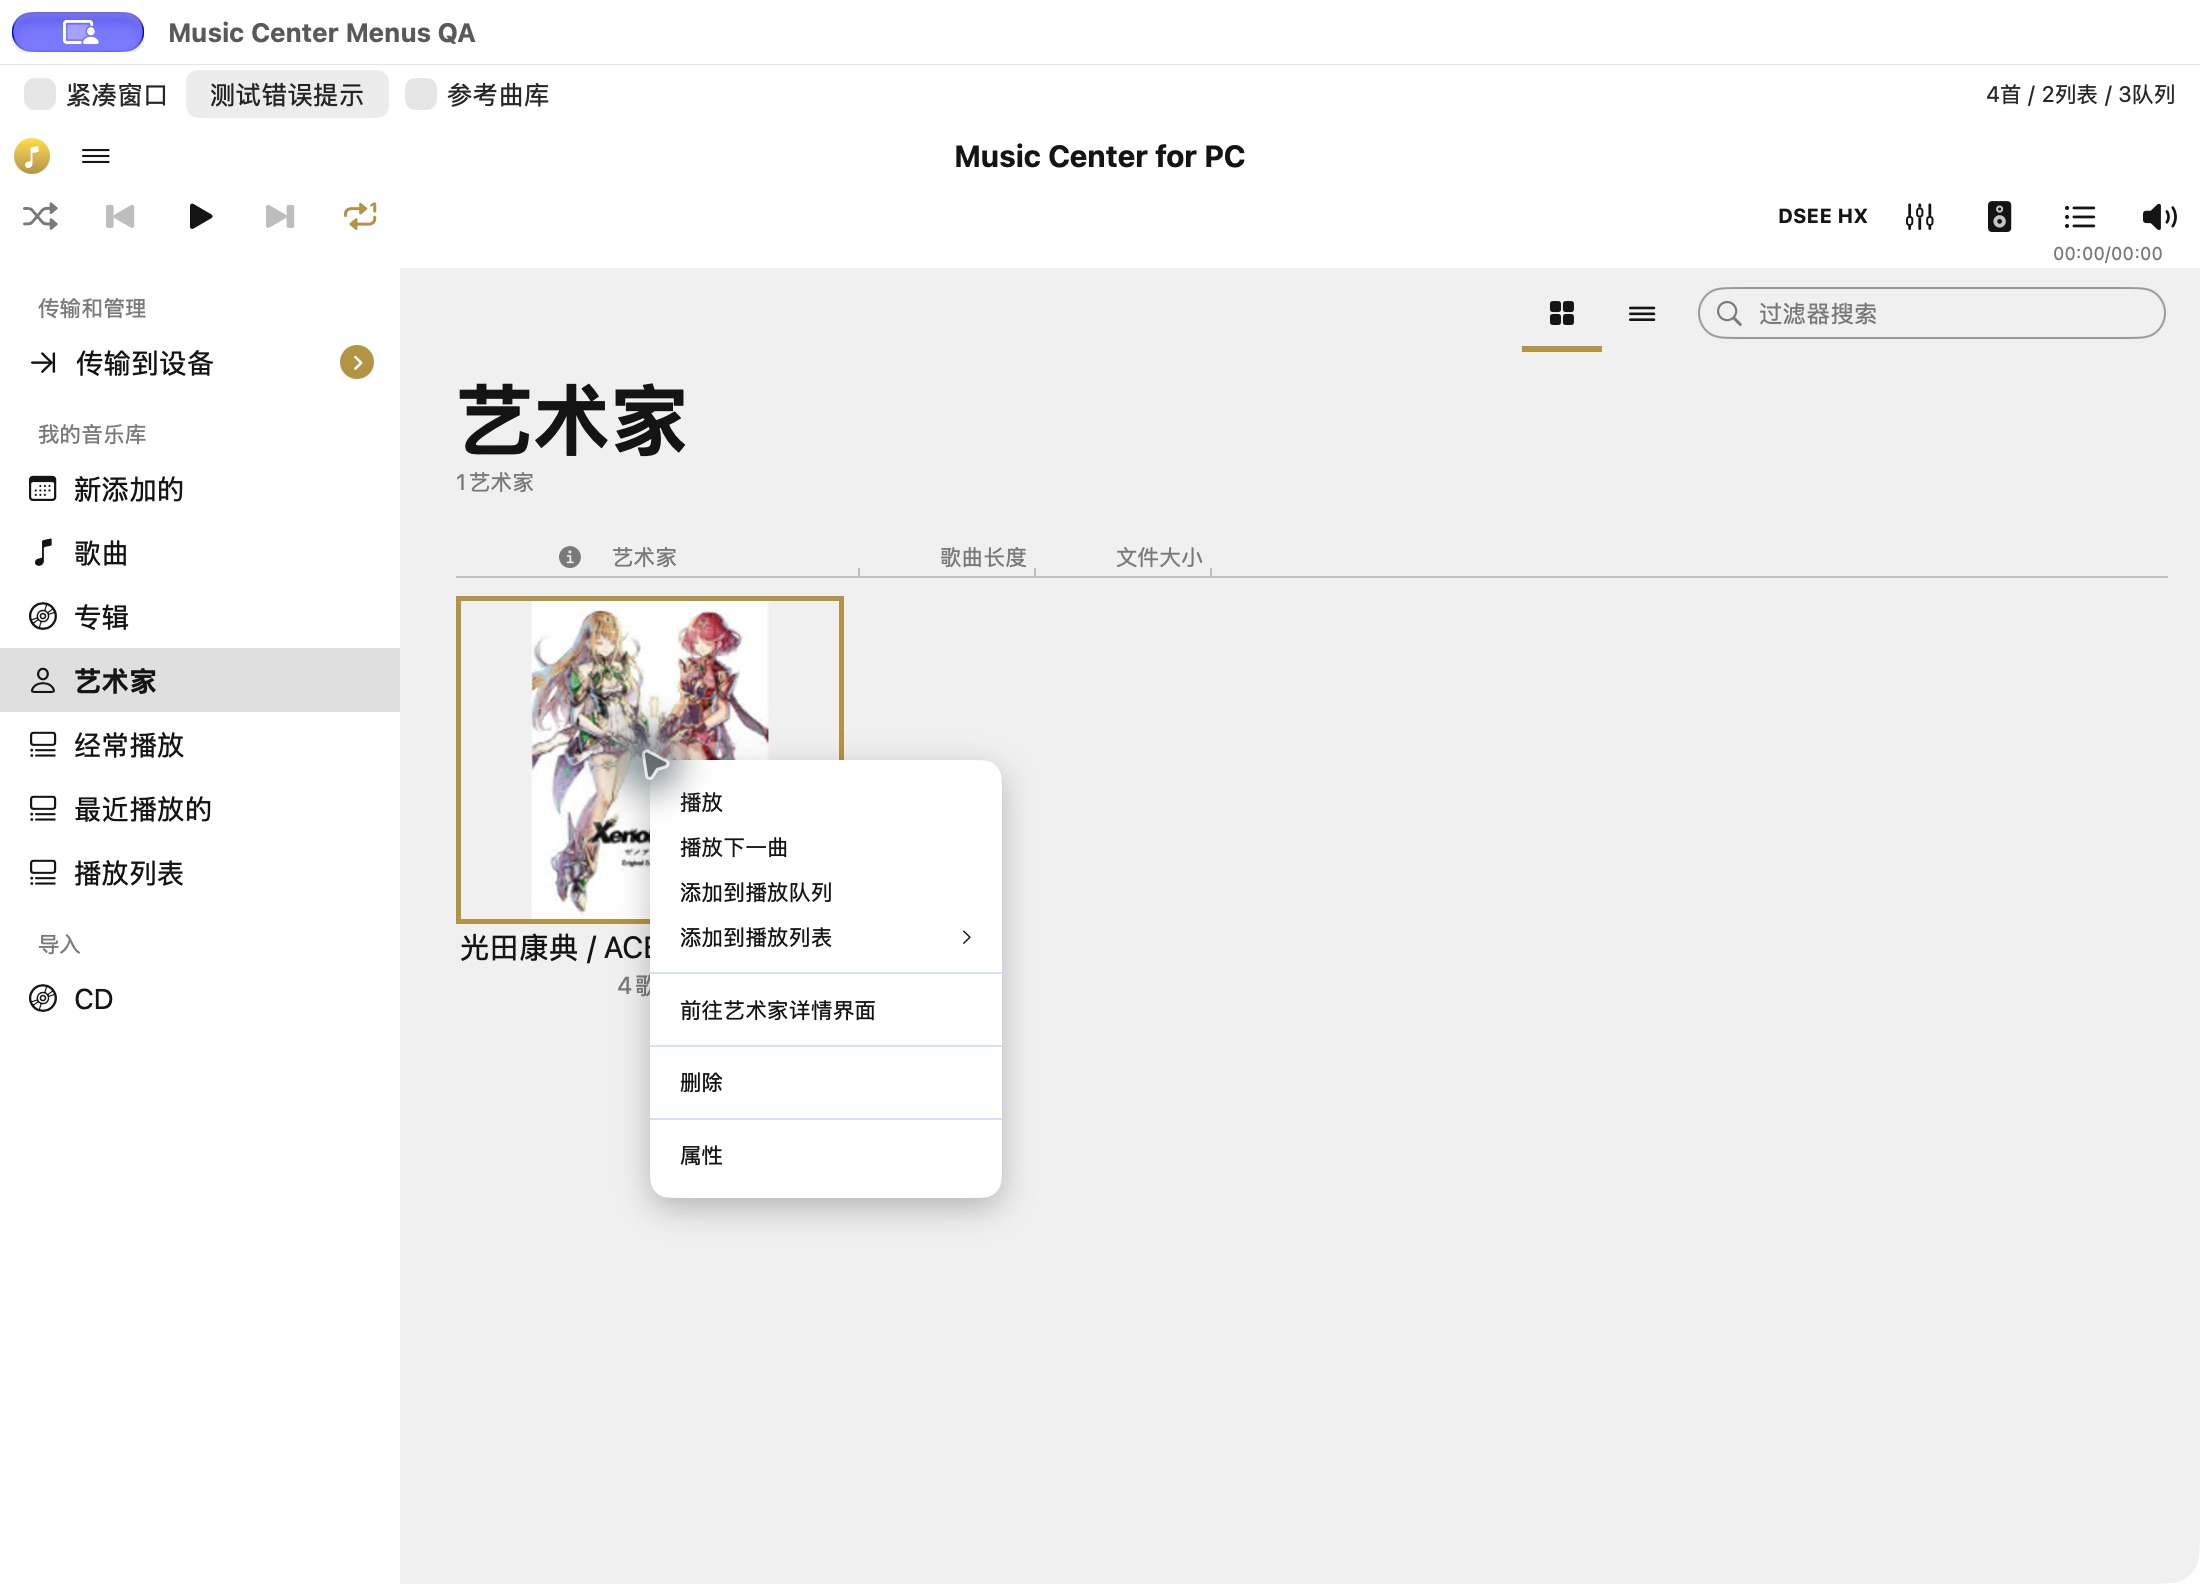 Music Center Menus QA
紧凑窗口 测试错误提示 参考曲库 4首 / 2列表 / 3队列
Music Center for PC
DSEE HX
00:00/00:00
传输和管理
传输到设备
我的音乐库
新添加的
歌曲
专辑
艺术家
经常播放
最近播放的
播放列表
导入
CD
过滤器搜索
艺术家
1艺术家
艺术家 歌曲长度 文件大小
光田康典 / ACE
4歌
播放
播放下一曲
添加到播放队列
添加到播放列表
前往艺术家详情界面
删除
属性